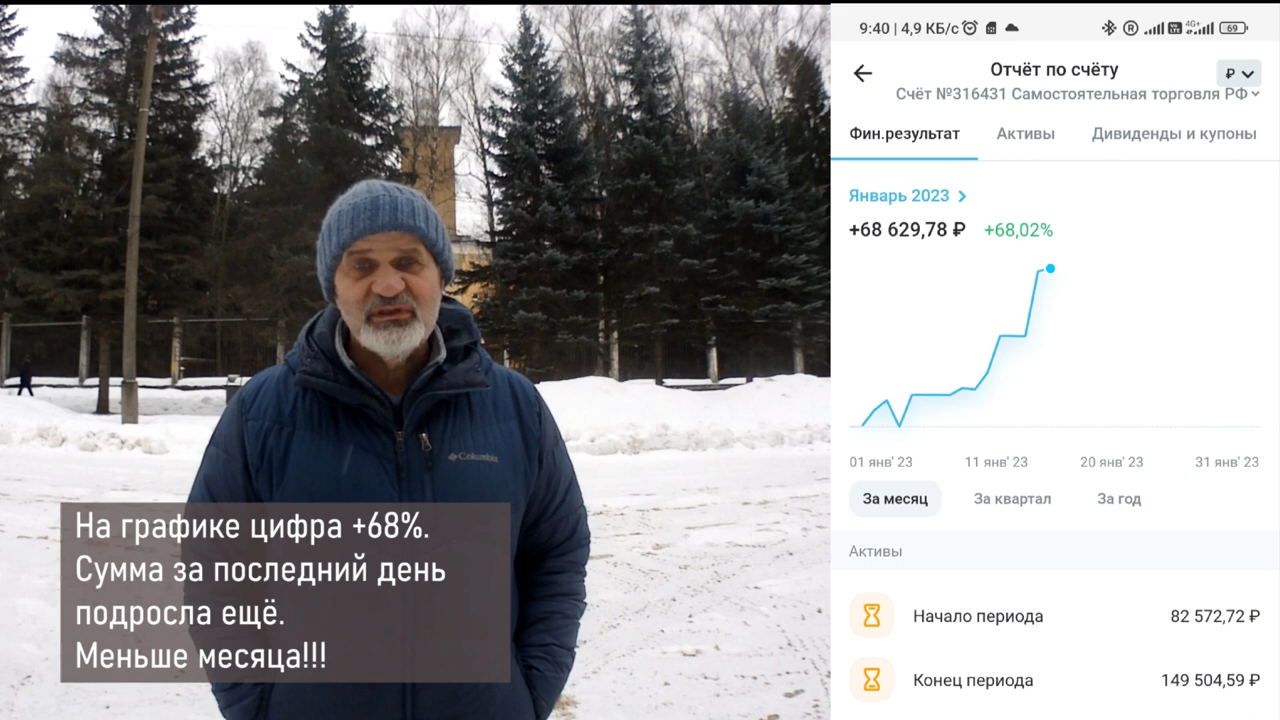 9:40 | 4,9 КБ/с
4G+
69
Отчёт по счёту
₽
Счёт №316431 Самостоятельная торговля РФ
Фин.результат Активы Дивиденды и купоны
Январь 2023
+68 629,78 ₽ +68,02%
01 янв' 23 11 янв' 23 20 янв' 23 31 янв' 23
За месяц За квартал За год
Активы
Начало периода 82 572,72 ₽
Конец периода 149 504,59 ₽
Columbia
На графике цифра +68%.
Сумма за последний день
подросла ещё.
Меньше месяца!!!